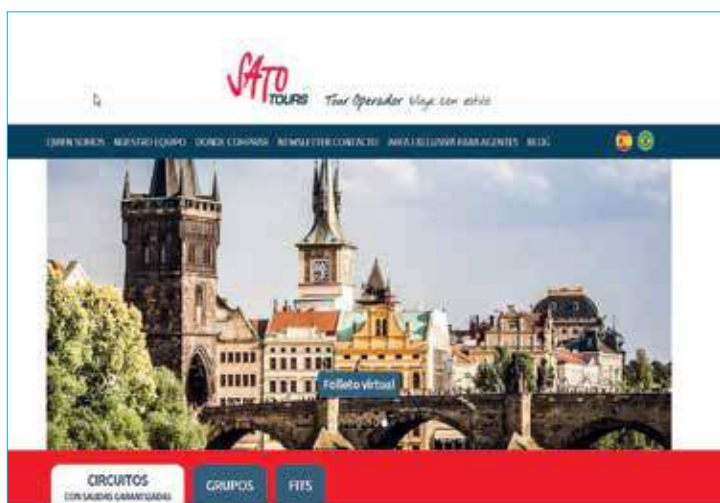 SATO
TOURS Tour Operador Viaje con estilo
QUIEN SOMOS NUESTRO EQUIPO DONDE COMPRAR NEWSLETTER CONTACTO AREA EXCLUSIVA PARA AGENTES BLOG
Folleto virtual
CIRCUITOS
CON SALIDAS GARANTIZADAS
GRUPOS
FITS